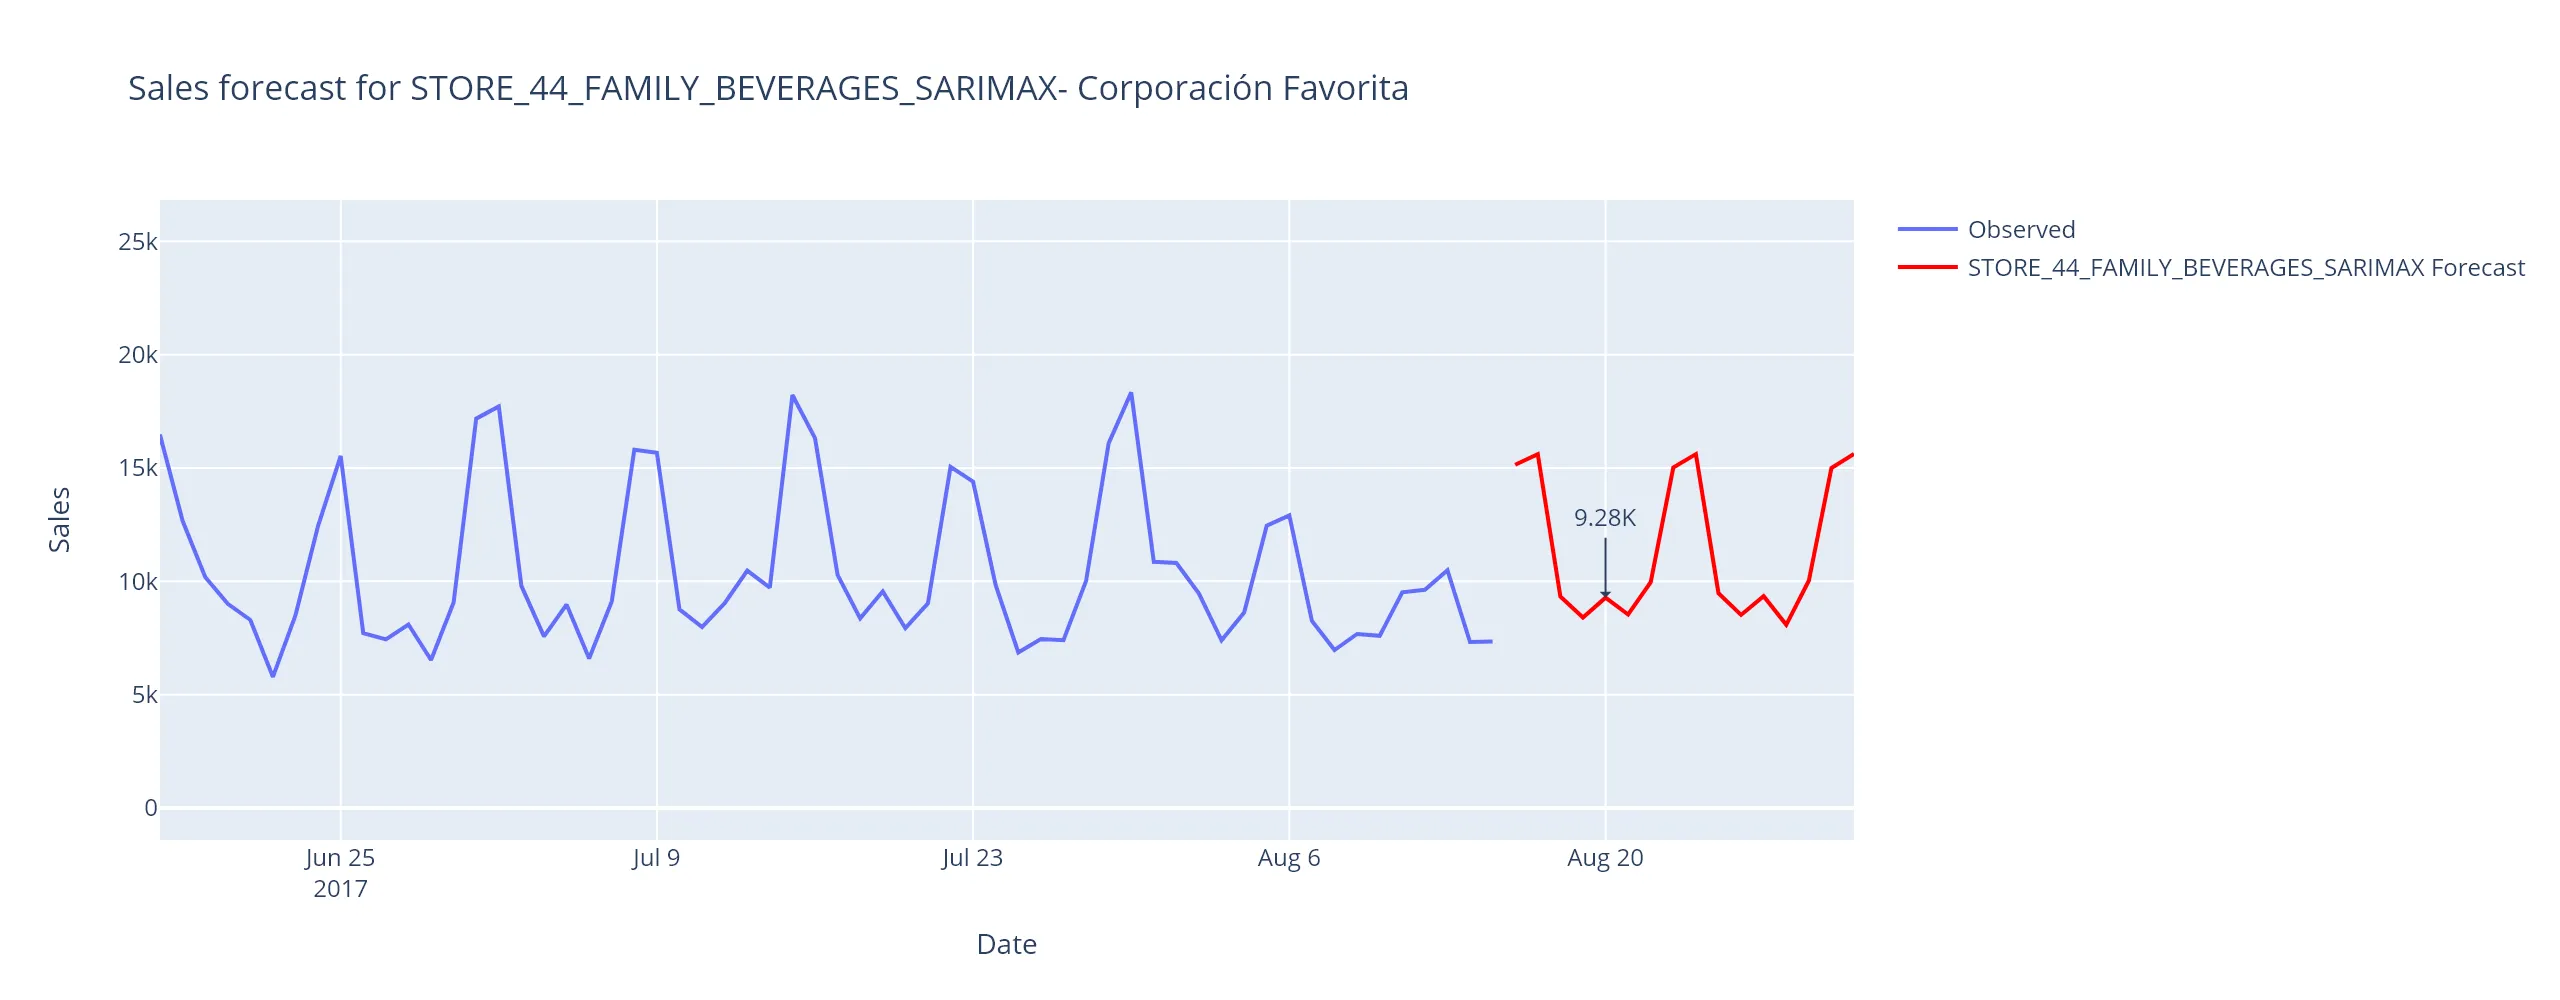 Sales forecast for STORE_44_FAMILY_BEVERAGES_SARIMAX- Corporación Favorita
Observed
STORE_44_FAMILY_BEVERAGES_SARIMAX Forecast
25k
20k
15k
10k
5k
0
Sales
9.28K
Jun 25
2017
Jul 9
Jul 23
Aug 6
Aug 20
Date